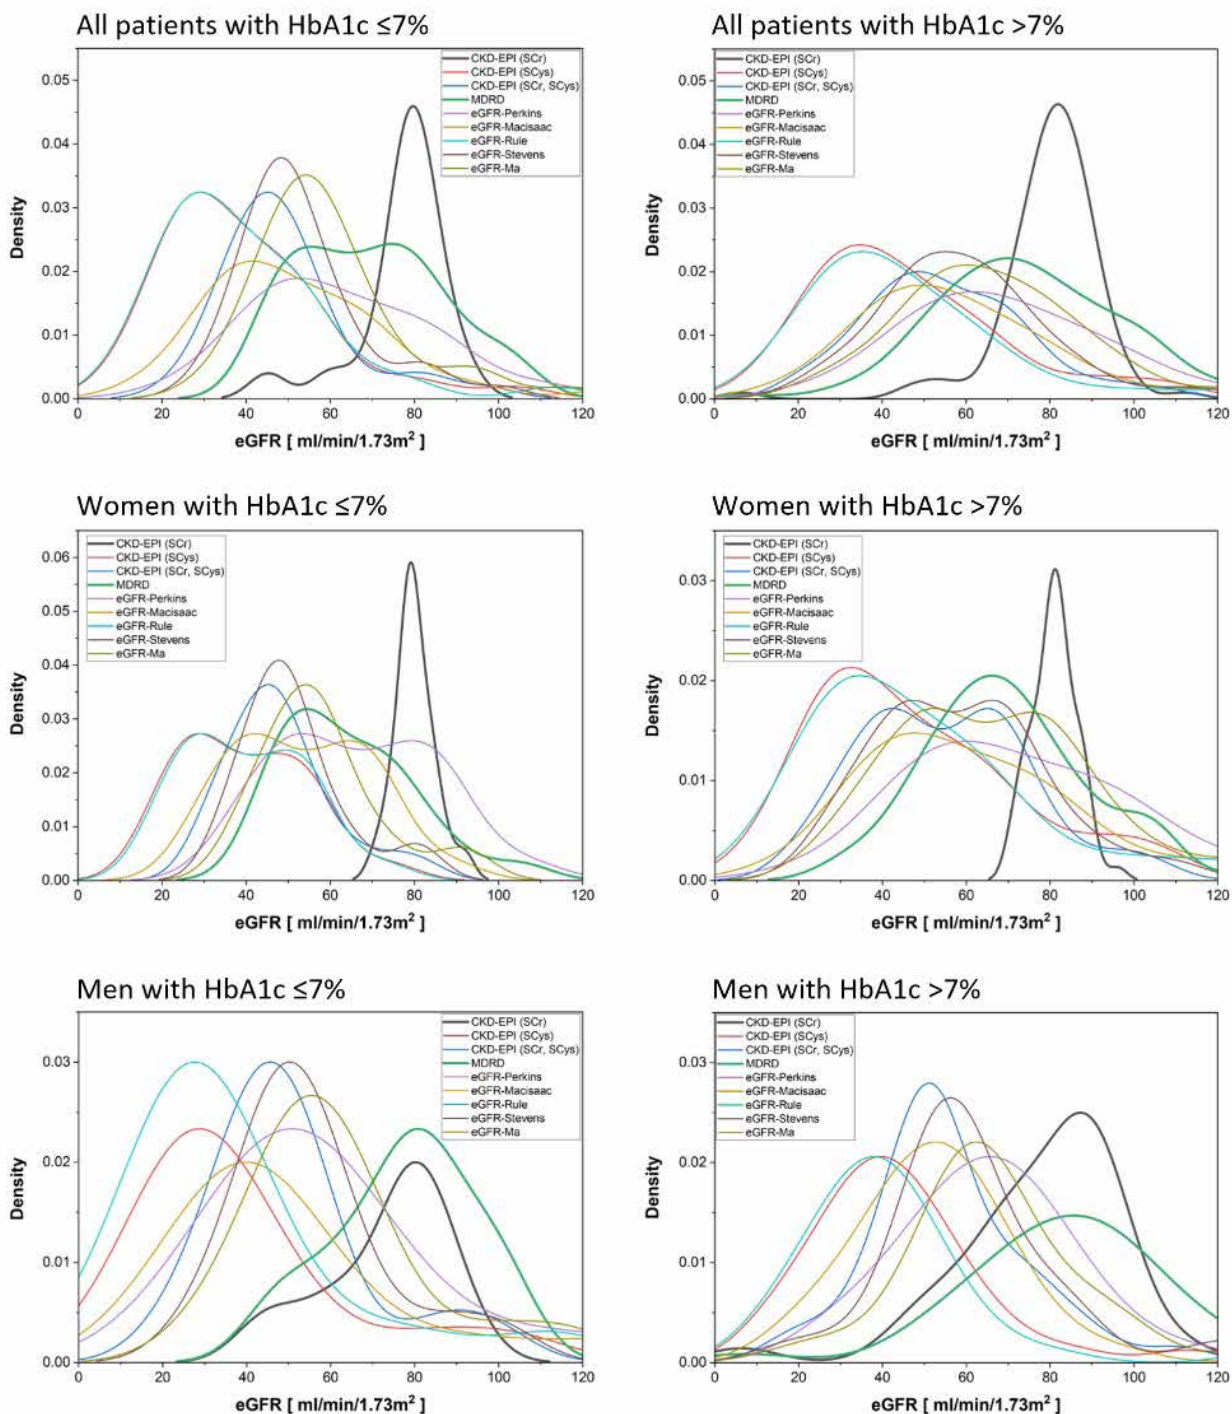 All patients with HbA1c ≤7%
0.05
0.04
0.03
0.02
0.01
0.00
Density
CKD-EPI (SCr)
CKD-EPI (SCys)
CKD-EPI (SCr, SCys)
MDRD
eGFR-Perkins
eGFR-Macisaac
eGFR-Rule
eGFR-Stevens
eGFR-Ma
0 20 40 60 80 100 120
eGFR [ ml/min/1.73m² ]
All patients with HbA1c >7%
0.05
0.04
0.03
0.02
0.01
0.00
Density
CKD-EPI (SCr)
CKD-EPI (SCys)
CKD-EPI (SCr, SCys)
MDRD
eGFR-Perkins
eGFR-Macisaac
eGFR-Rule
eGFR-Stevens
eGFR-Ma
0 20 40 60 80 100 120
eGFR [ ml/min/1.73m² ]
Women with HbA1c ≤7%
0.06
0.05
0.04
0.03
0.02
0.01
0.00
Density
CKD-EPI (SCr)
CKD-EPI (SCys)
CKD-EPI (SCr, SCys)
MDRD
eGFR-Perkins
eGFR-Macisaac
eGFR-Rule
eGFR-Stevens
eGFR-Ma
0 20 40 60 80 100 120
eGFR [ ml/min/1.73m² ]
Women with HbA1c >7%
0.03
0.02
0.01
0.00
Density
CKD-EPI (SCr)
CKD-EPI (SCys)
CKD-EPI (SCr, SCys)
MDRD
eGFR-Perkins
eGFR-Macisaac
eGFR-Rule
eGFR-Stevens
eGFR-Ma
0 20 40 60 80 100 120
eGFR [ ml/min/1.73m² ]
Men with HbA1c ≤7%
0.03
0.02
0.01
0.00
Density
CKD-EPI (SCr)
CKD-EPI (SCys)
CKD-EPI (SCr, SCys)
MDRD
eGFR-Perkins
eGFR-Macisaac
eGFR-Rule
eGFR-Stevens
eGFR-Ma
0 20 40 60 80 100 120
eGFR [ ml/min/1.73m² ]
Men with HbA1c >7%
0.03
0.02
0.01
0.00
Density
CKD-EPI (SCr)
CKD-EPI (SCys)
CKD-EPI (SCr, SCys)
MDRD
eGFR-Perkins
eGFR-Macisaac
eGFR-Rule
eGFR-Stevens
eGFR-Ma
0 20 40 60 80 100 120
eGFR [ ml/min/1.73m² ]